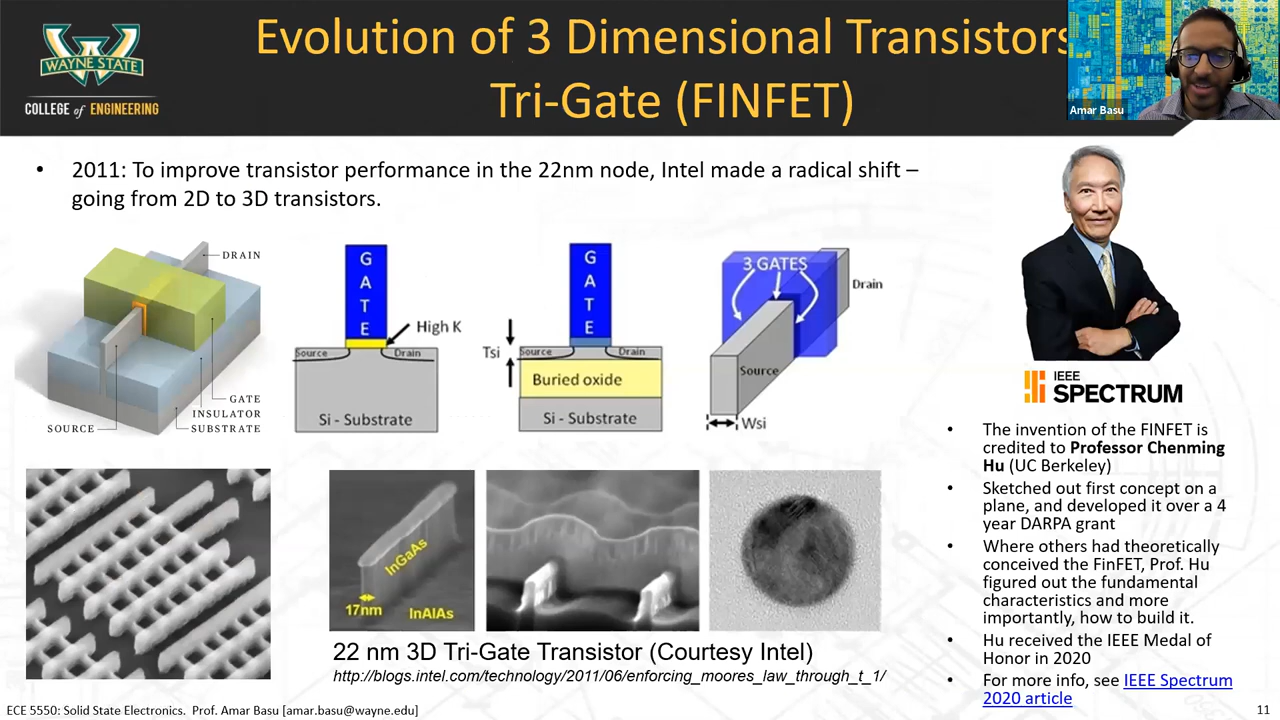 WAYNE STATE
COLLEGE of ENGINEERING
Evolution of 3 Dimensional Transistors
Tri-Gate (FINFET)
Amar Basu
• 2011: To improve transistor performance in the 22nm node, Intel made a radical shift –
going from 2D to 3D transistors.
DRAIN
GATE
INSULATOR
SOURCE
SUBSTRATE
GATE
High K
Source
Drain
Si - Substrate
GATE
Tsi
Source
Drain
Buried oxide
Si - Substrate
3 GATES
Drain
Source
Wsi
InGaAs
17nm
InAlAs
22 nm 3D Tri-Gate Transistor (Courtesy Intel)
http://blogs.intel.com/technology/2011/06/enforcing_moores_law_through_t_1/
IEEE
SPECTRUM
• The invention of the FINFET is
credited to Professor Chenming
Hu (UC Berkeley)
• Sketched out first concept on a
plane, and developed it over a 4
year DARPA grant
• Where others had theoretically
conceived the FinFET, Prof. Hu
figured out the fundamental
characteristics and more
importantly, how to build it.
• Hu received the IEEE Medal of
Honor in 2020
• For more info, see IEEE Spectrum
2020 article
ECE 5550: Solid State Electronics. Prof. Amar Basu [amar.basu@wayne.edu]
11